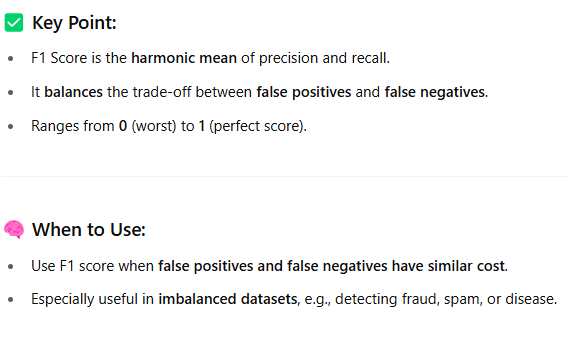 ✅ Key Point:
• F1 Score is the harmonic mean of precision and recall.
• It balances the trade-off between false positives and false negatives.
• Ranges from 0 (worst) to 1 (perfect score).
🧠 When to Use:
• Use F1 score when false positives and false negatives have similar cost.
• Especially useful in imbalanced datasets, e.g., detecting fraud, spam, or disease.